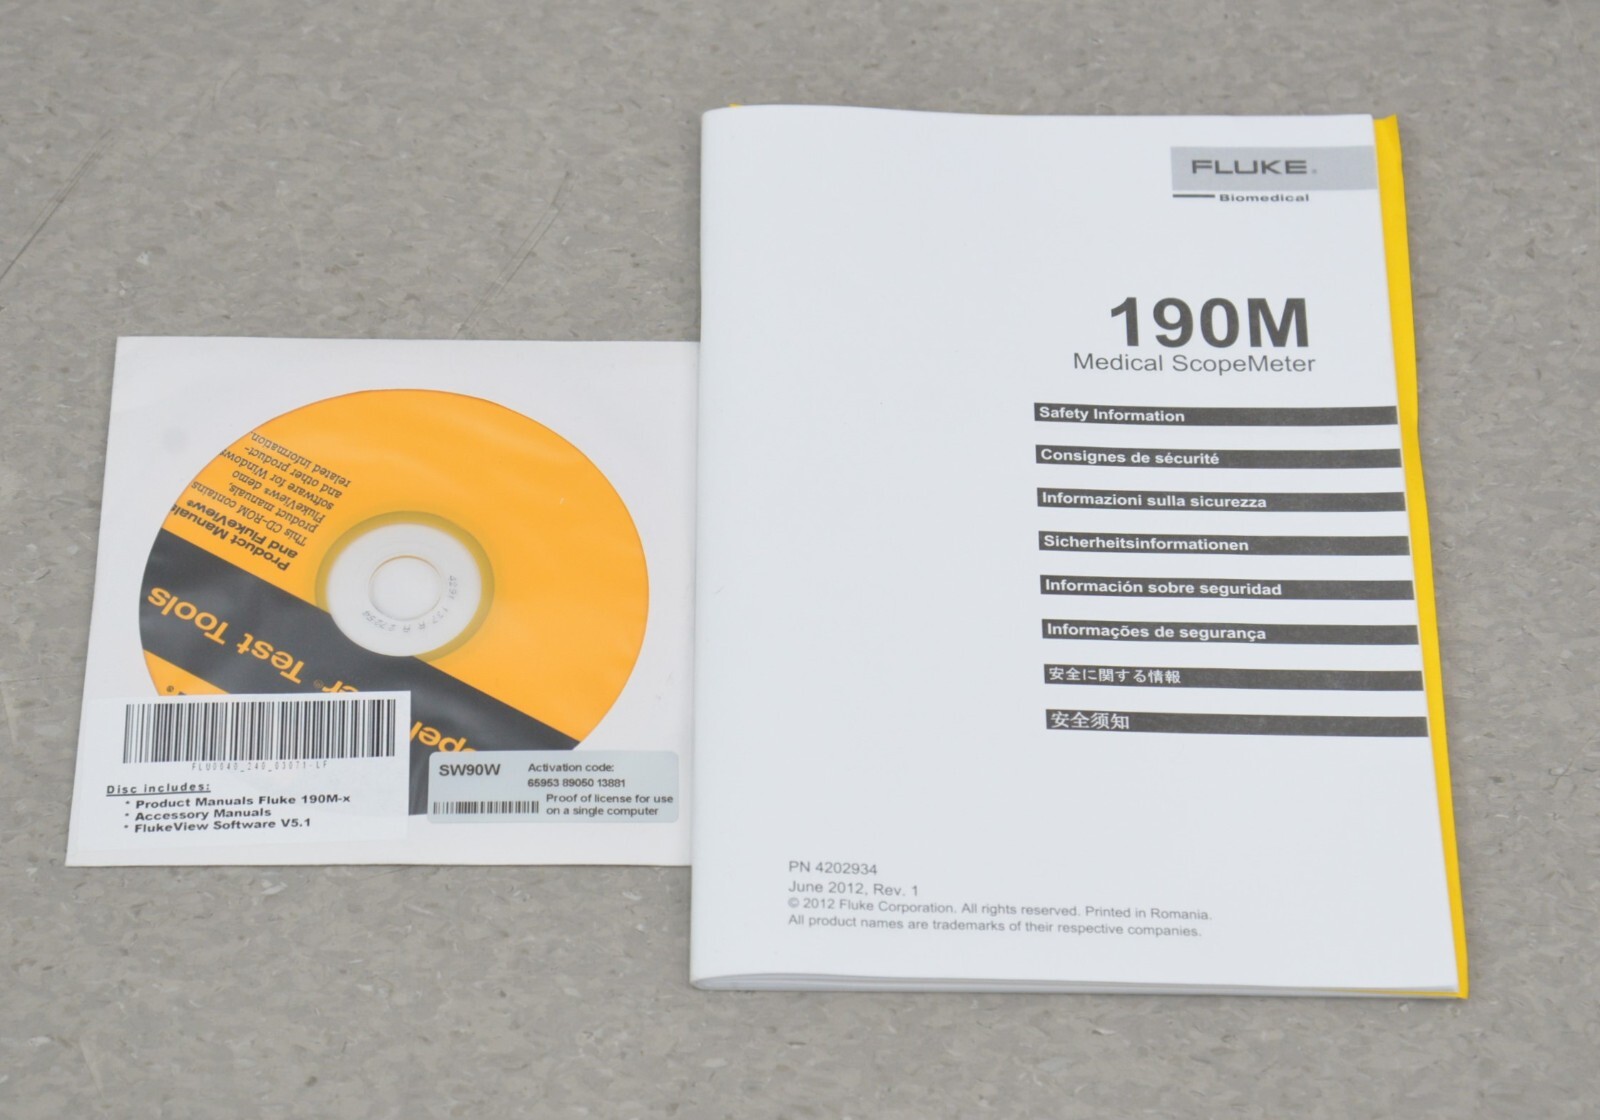 Product Manuals
and FlukeView®
This CD-ROM contains
product manuals,
FlukeView® demo
software for Windows
and other product-
related information.
Test Tools
FLU0048_240_03071-LF
Disc includes:
* Product Manuals Fluke 190M-x
* Accessory Manuals
* FlukeView Software V5.1
SW90W
Activation code:
65953 89050 13881
Proof of license for use
on a single computer
FLUKE®
Biomedical
190M
Medical ScopeMeter
Safety Information
Consignes de sécurité
Informazioni sulla sicurezza
Sicherheitsinformationen
Información sobre seguridad
Informações de segurança
安全に関する情報
安全须知
PN 4202934
June 2012, Rev. 1
© 2012 Fluke Corporation. All rights reserved. Printed in Romania.
All product names are trademarks of their respective companies.